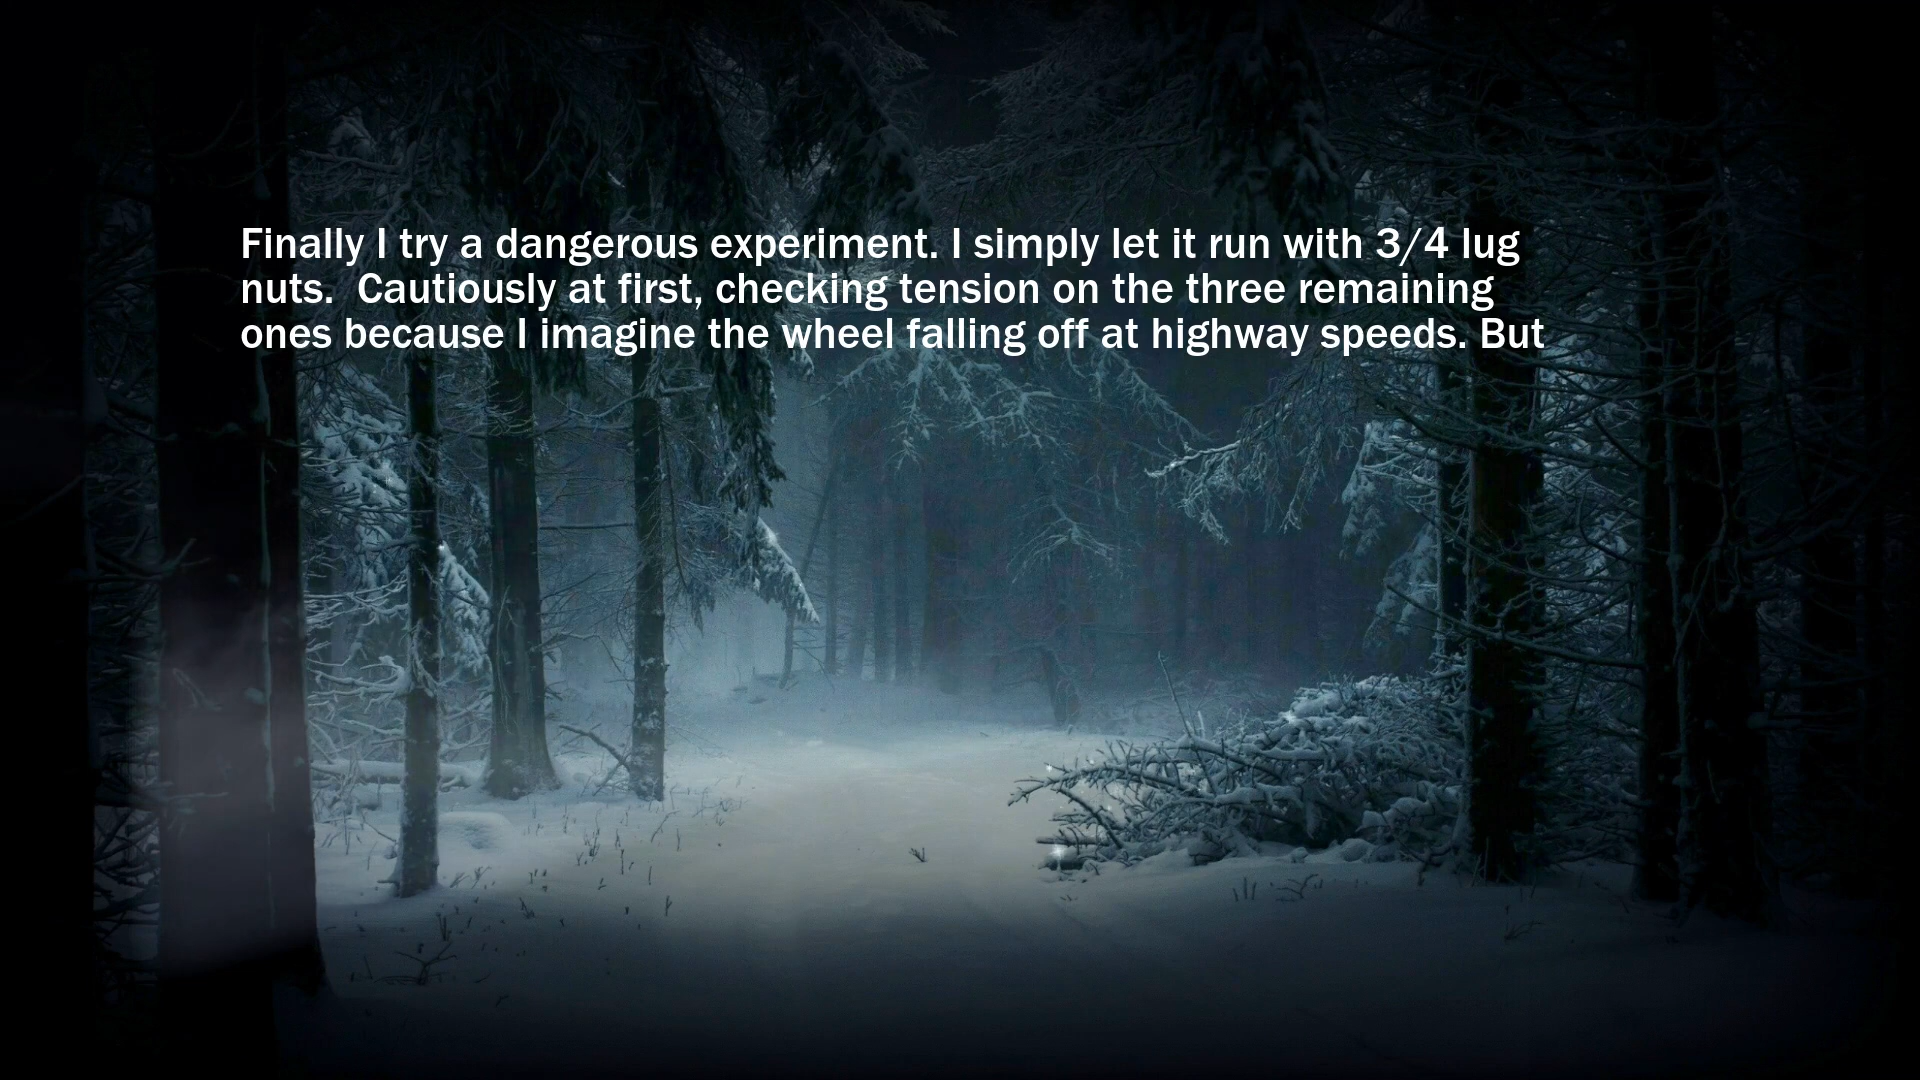 Finally I try a dangerous experiment. I simply let it run with 3/4 lug
nuts.  Cautiously at first, checking tension on the three remaining
ones because I imagine the wheel falling off at highway speeds. But